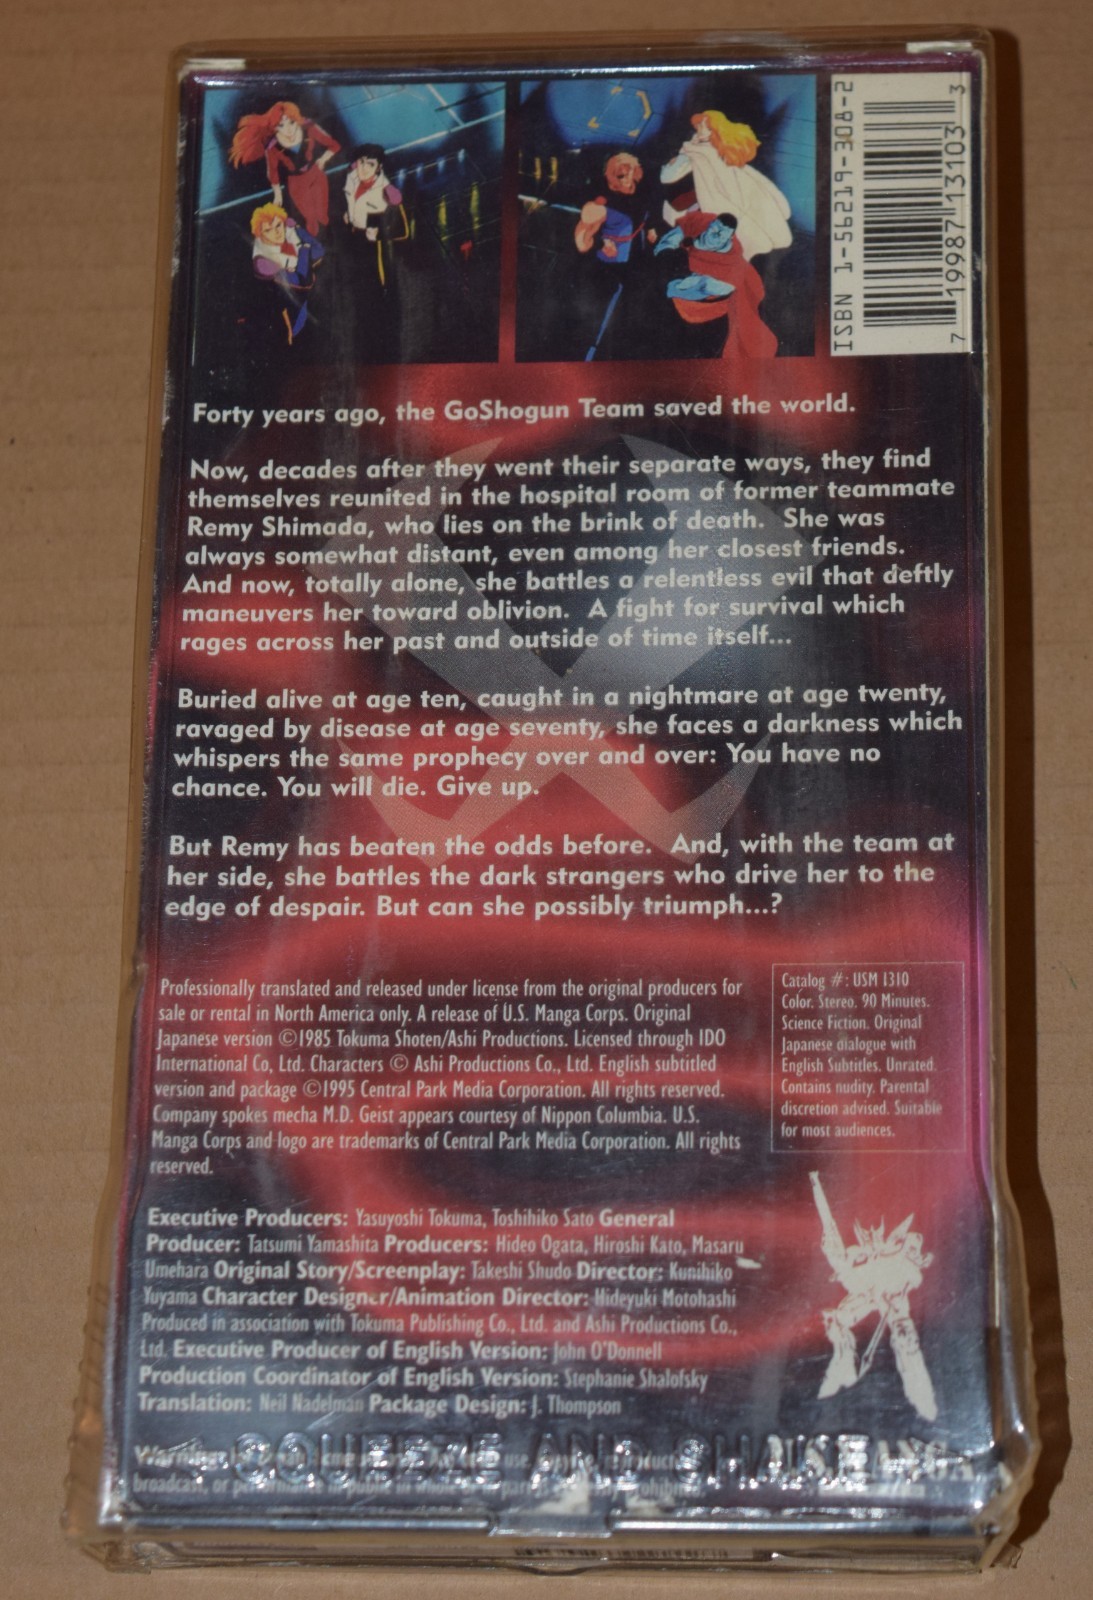 ISBN 1-56219-308-2
7 19987 13103 3
Forty years ago, the GoShogun Team saved the world.
Now, decades after they went their separate ways, they find
themselves reunited in the hospital room of former teammate
Remy Shimada, who lies on the brink of death. She was
always somewhat distant, even among her closest friends.
And now, totally alone, she battles a relentless evil that deftly
maneuvers her toward oblivion. A fight for survival which
rages across her past and outside of time itself...
Buried alive at age ten, caught in a nightmare at age twenty,
ravaged by disease at age seventy, she faces a darkness which
whispers the same prophecy over and over: You have no
chance. You will die. Give up.
But Remy has beaten the odds before. And, with the team at
her side, she battles the dark strangers who drive her to the
edge of despair. But can she possibly triumph...?
Professionally translated and released under license from the original producers for
sale or rental in North America only. A release of U.S. Manga Corps. Original
Japanese version ©1985 Tokuma Shoten/Ashi Productions. Licensed through IDO
International Co, Ltd. Characters © Ashi Productions Co., Ltd. English subtitled
version and package ©1995 Central Park Media Corporation. All rights reserved.
Company spokes mecha M.D. Geist appears courtesy of Nippon Columbia. U.S.
Manga Corps and logo are trademarks of Central Park Media Corporation. All rights
reserved.
Catalog #: USM 1310
Color. Stereo. 90 Minutes.
Science Fiction. Original
Japanese dialogue with
English Subtitles. Unrated.
Contains nudity. Parental
discretion advised. Suitable
for most audiences.
Executive Producers: Yasuyoshi Tokuma, Toshihiko Sato General
Producer: Tatsumi Yamashita Producers: Hideo Ogata, Hiroshi Kato, Masaru
Umehara Original Story/Screenplay: Takeshi Shudo Director: Kunihiko
Yuyama Character Designer/Animation Director: Hideyuki Motohashi
Produced in association with Tokuma Publishing Co., Ltd. and Ashi Productions Co.,
Ltd. Executive Producer of English Version: John O'Donnell
Production Coordinator of English Version: Stephanie Shalofsky
Translation: Neil Nadelman Package Design: J. Thompson
Warning:
SQUEEZE AND
broadcast, or performance in public in whole or in part is